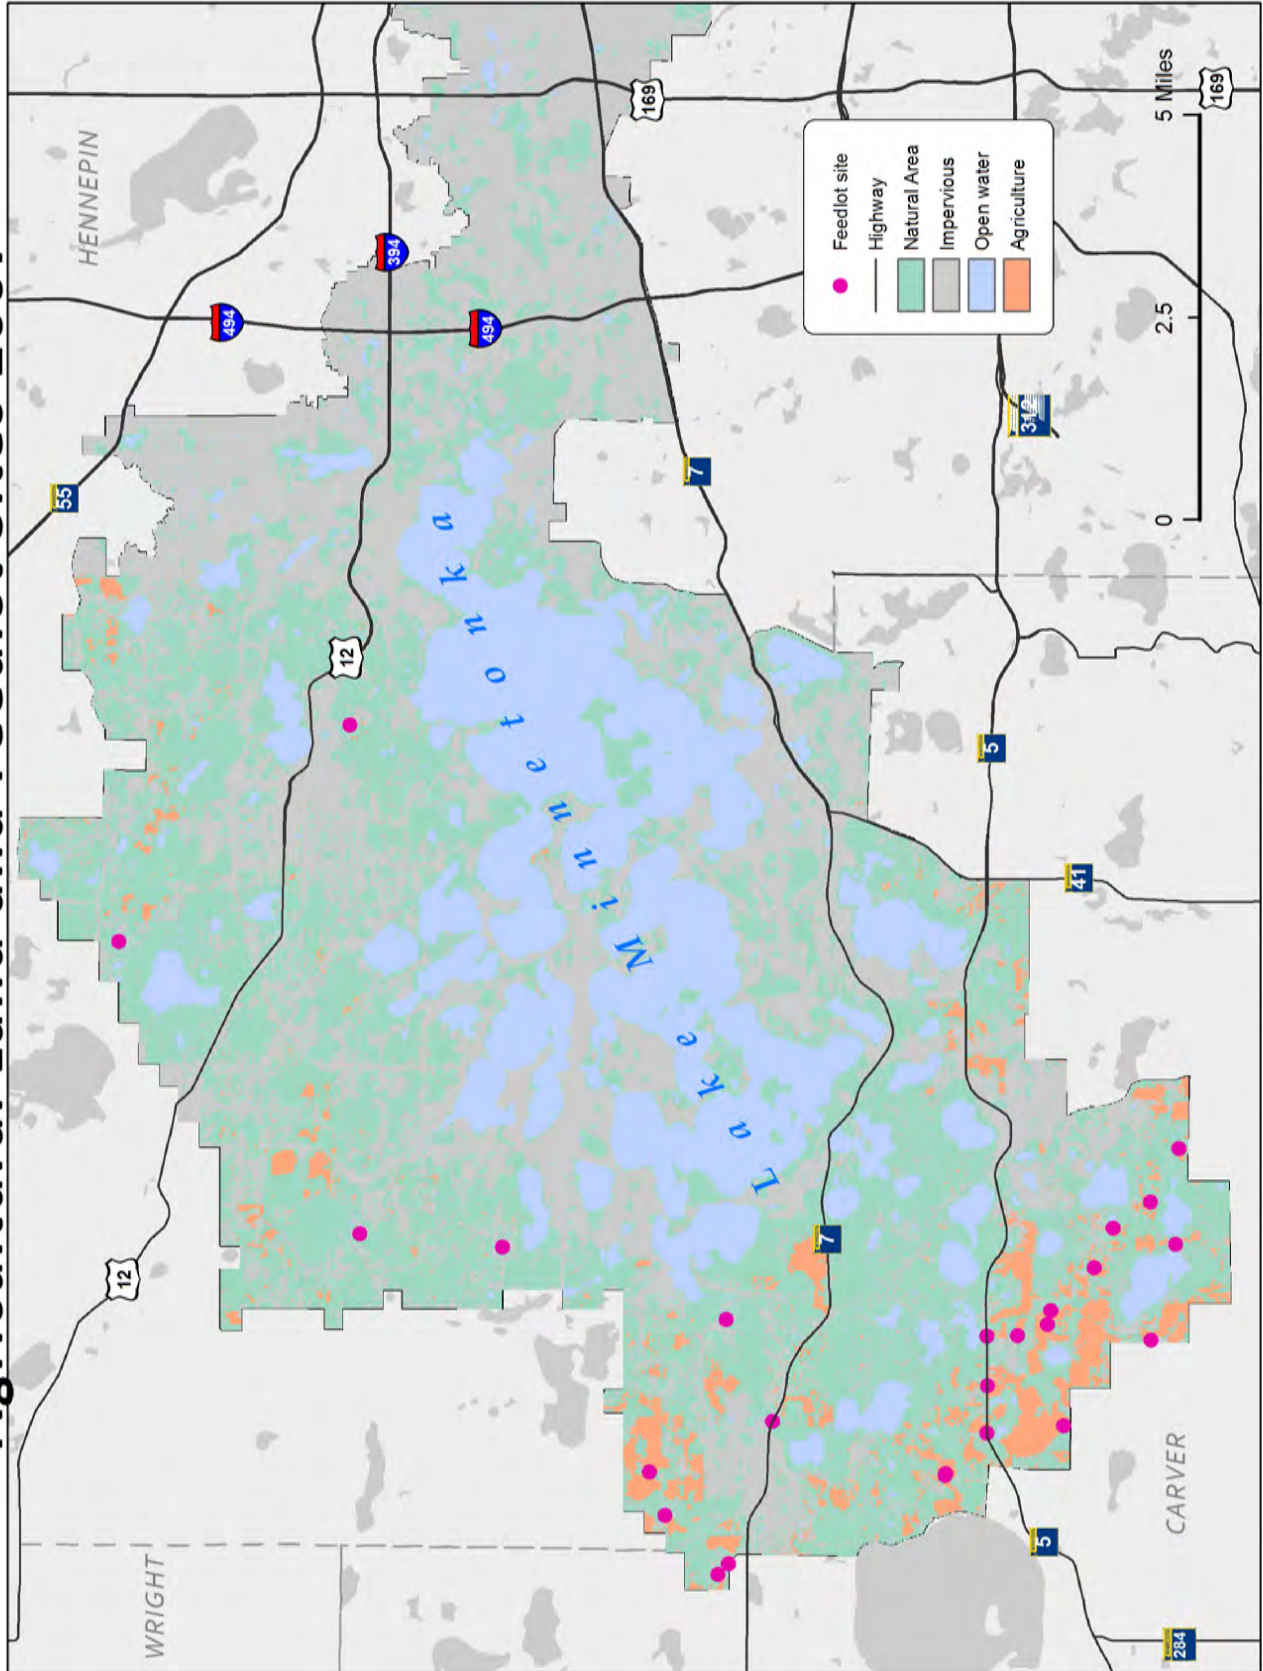 HENNEPIN
WRIGHT
CARVER
Lake Minnetonka
12
12
55
494
494
394
169
169
7
7
5
5
41
284
Feedlot site
Highway
Natural Area
Impervious
Open water
Agriculture
0 2.5 5 Miles